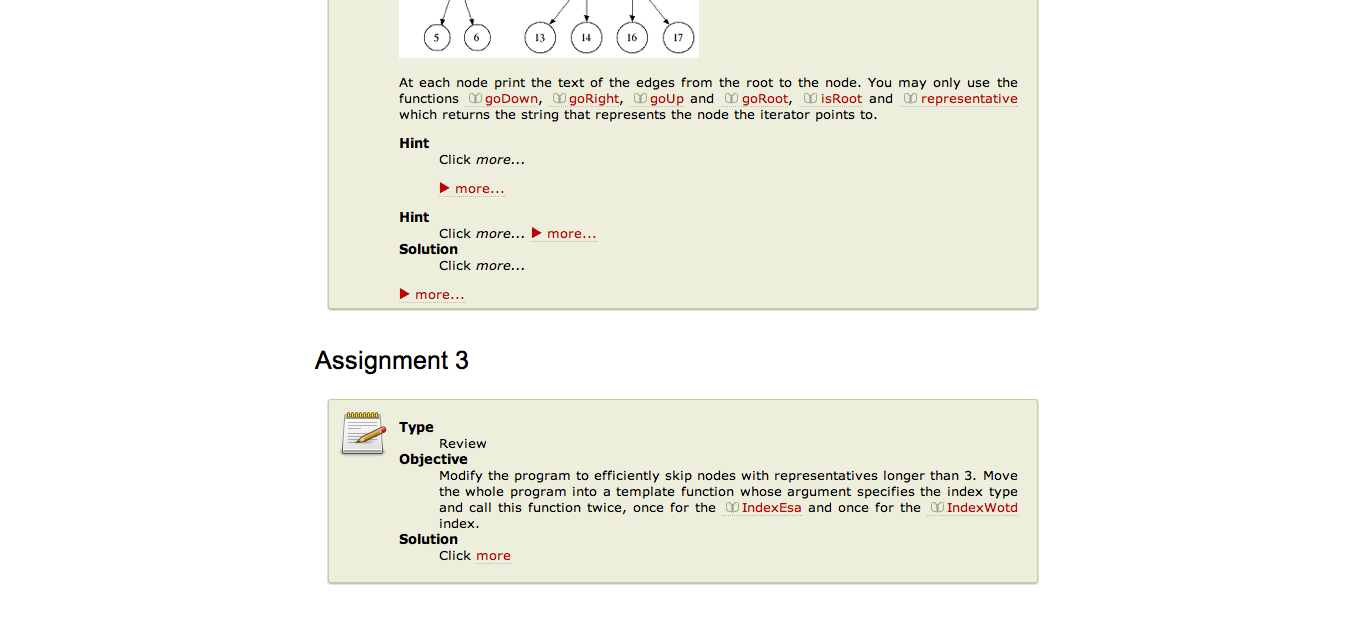 5 6 13 14 16 17
At each node print the text of the edges from the root to the node. You may only use the
functions goDown, goRight, goUp and goRoot, isRoot and representative
which returns the string that represents the node the iterator points to.
Hint
Click more...
more...
Hint
Click more... more...
Solution
Click more...
more...
Assignment 3
Type
Review
Objective
Modify the program to efficiently skip nodes with representatives longer than 3. Move
the whole program into a template function whose argument specifies the index type
and call this function twice, once for the IndexEsa and once for the IndexWotd
index.
Solution
Click more